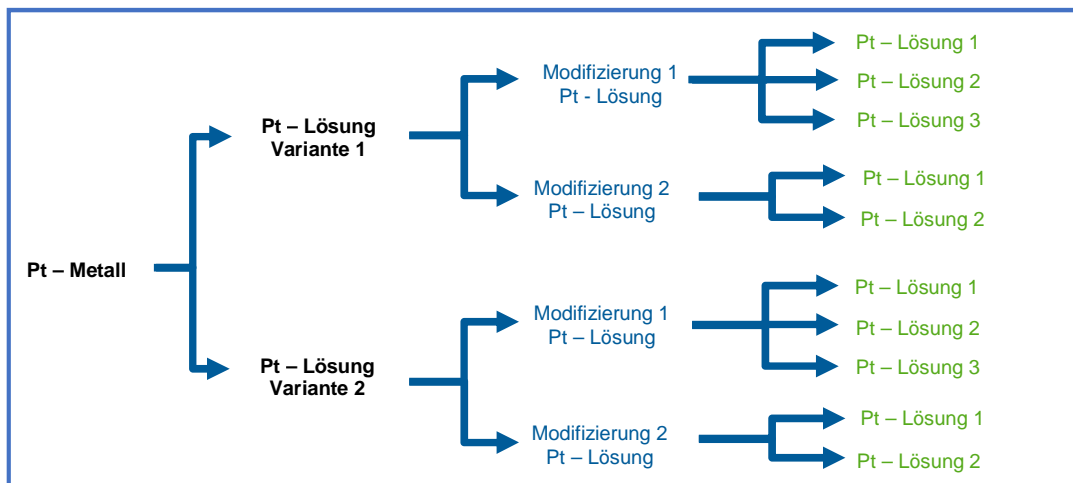 Pt – Metall
Pt – Lösung
Variante 1
Modifizierung 1
Pt - Lösung
Pt – Lösung 1
Pt – Lösung 2
Pt – Lösung 3
Modifizierung 2
Pt – Lösung
Pt – Lösung 1
Pt – Lösung 2
Pt – Lösung
Variante 2
Modifizierung 1
Pt – Lösung
Pt – Lösung 1
Pt – Lösung 2
Pt – Lösung 3
Modifizierung 2
Pt – Lösung
Pt – Lösung 1
Pt – Lösung 2